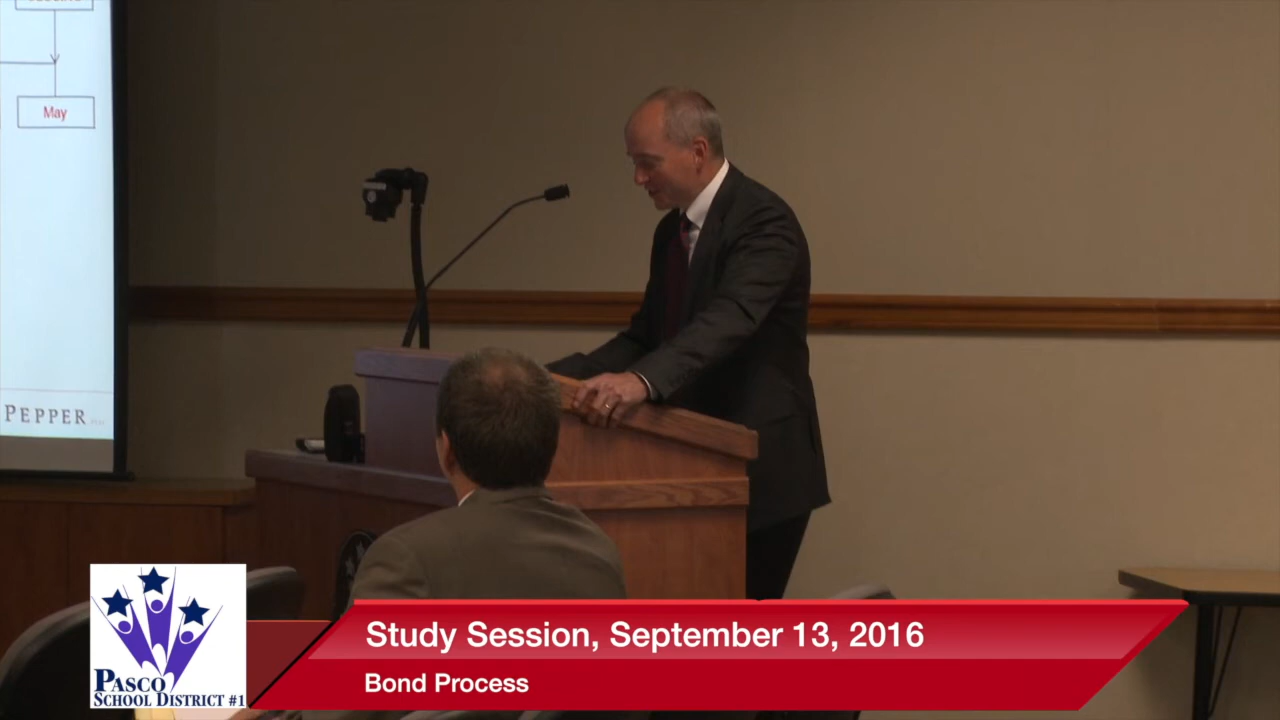 May
PEPPER
PASCO
SCHOOL DISTRICT #1
Study Session, September 13, 2016
Bond Process